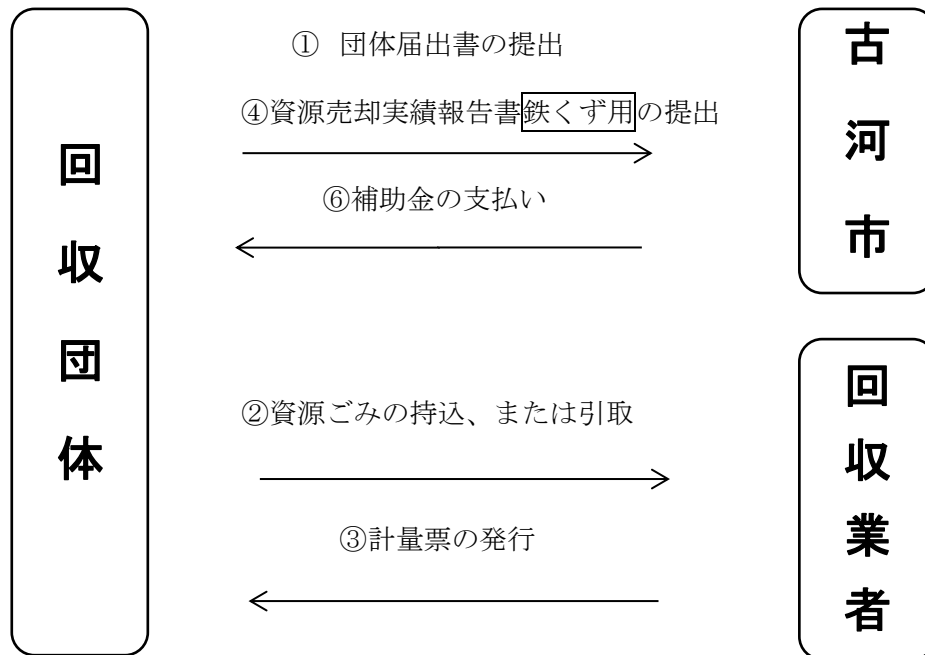 ① 団体届出書の提出
④資源売却実績報告書鉄くず用の提出
⑥補助金の支払い
②資源ごみの持込、または引取
③計量票の発行
回収団体
古河市
回収業者